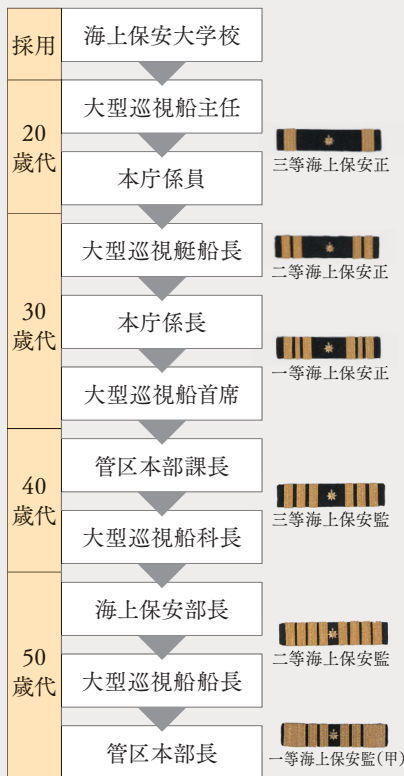 採用
海上保安大学校
20
歳代
大型巡視船主任
三等海上保安正
本庁係員
30
歳代
大型巡視艇船長
二等海上保安正
本庁係長
一等海上保安正
大型巡視船首席
40
歳代
管区本部課長
三等海上保安監
大型巡視船科長
50
歳代
海上保安部長
二等海上保安監
大型巡視船船長
管区本部長
一等海上保安監(甲)